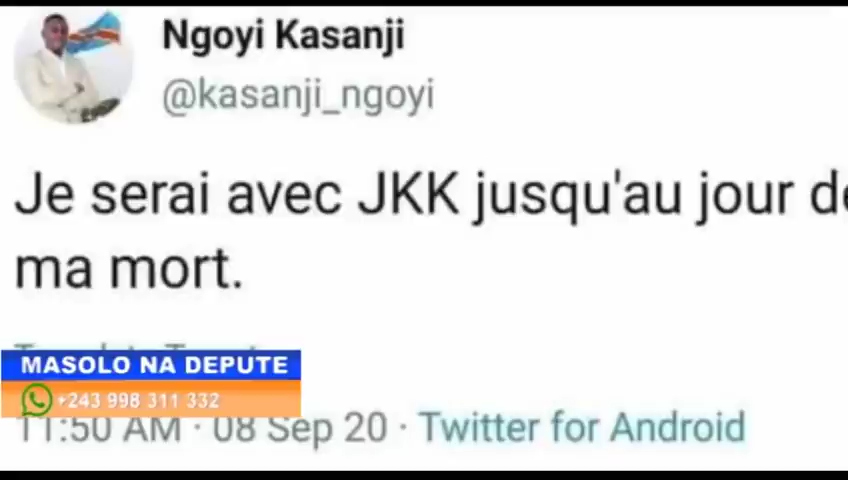 Ngoyi Kasanji
@kasanji_ngoyi
Je serai avec JKK jusqu'au jour de
ma mort.
MASOLO NA DEPUTE
+243 998 311 332
11:50 AM · 08 Sep 20 · Twitter for Android